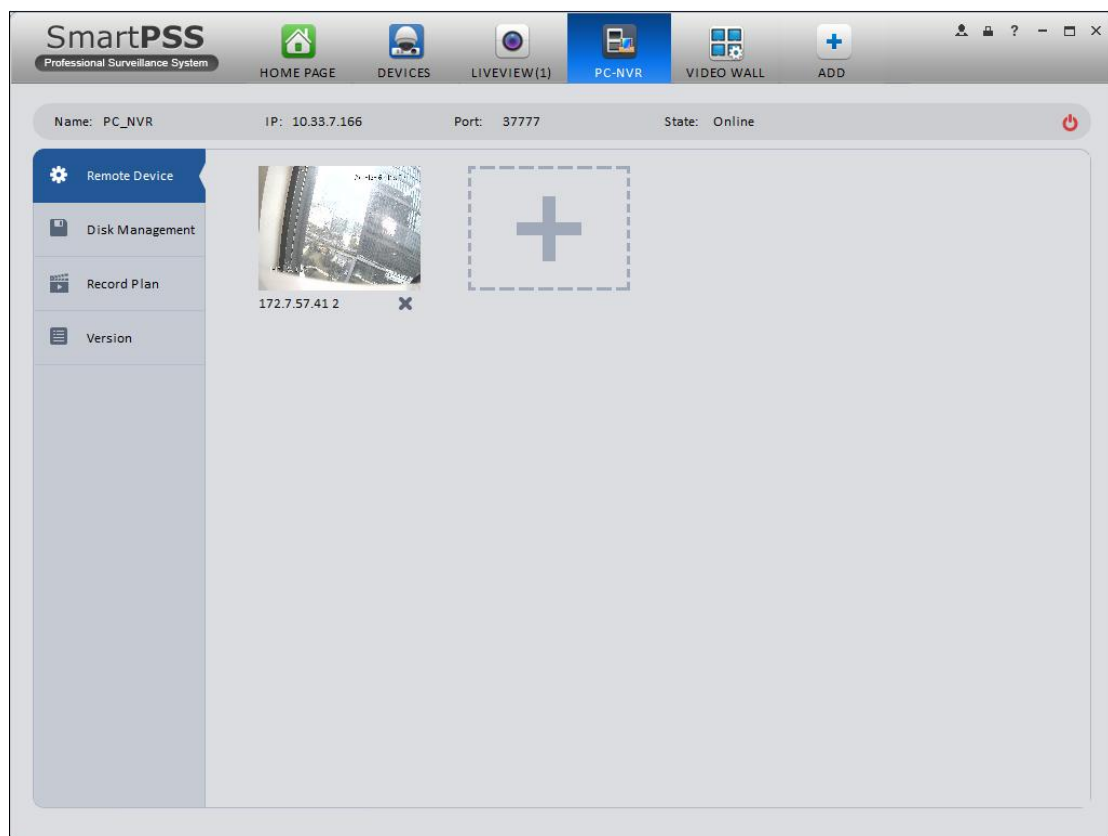 SmartPSS
Professional Surveillance System
HOME PAGE
DEVICES
LIVEVIEW(1)
PC-NVR
VIDEO WALL
ADD
?
Name: PC_NVR IP: 10.33.7.166 Port: 37777 State: Online
Remote Device
Disk Management
Record Plan
Version
172.7.57.41 2